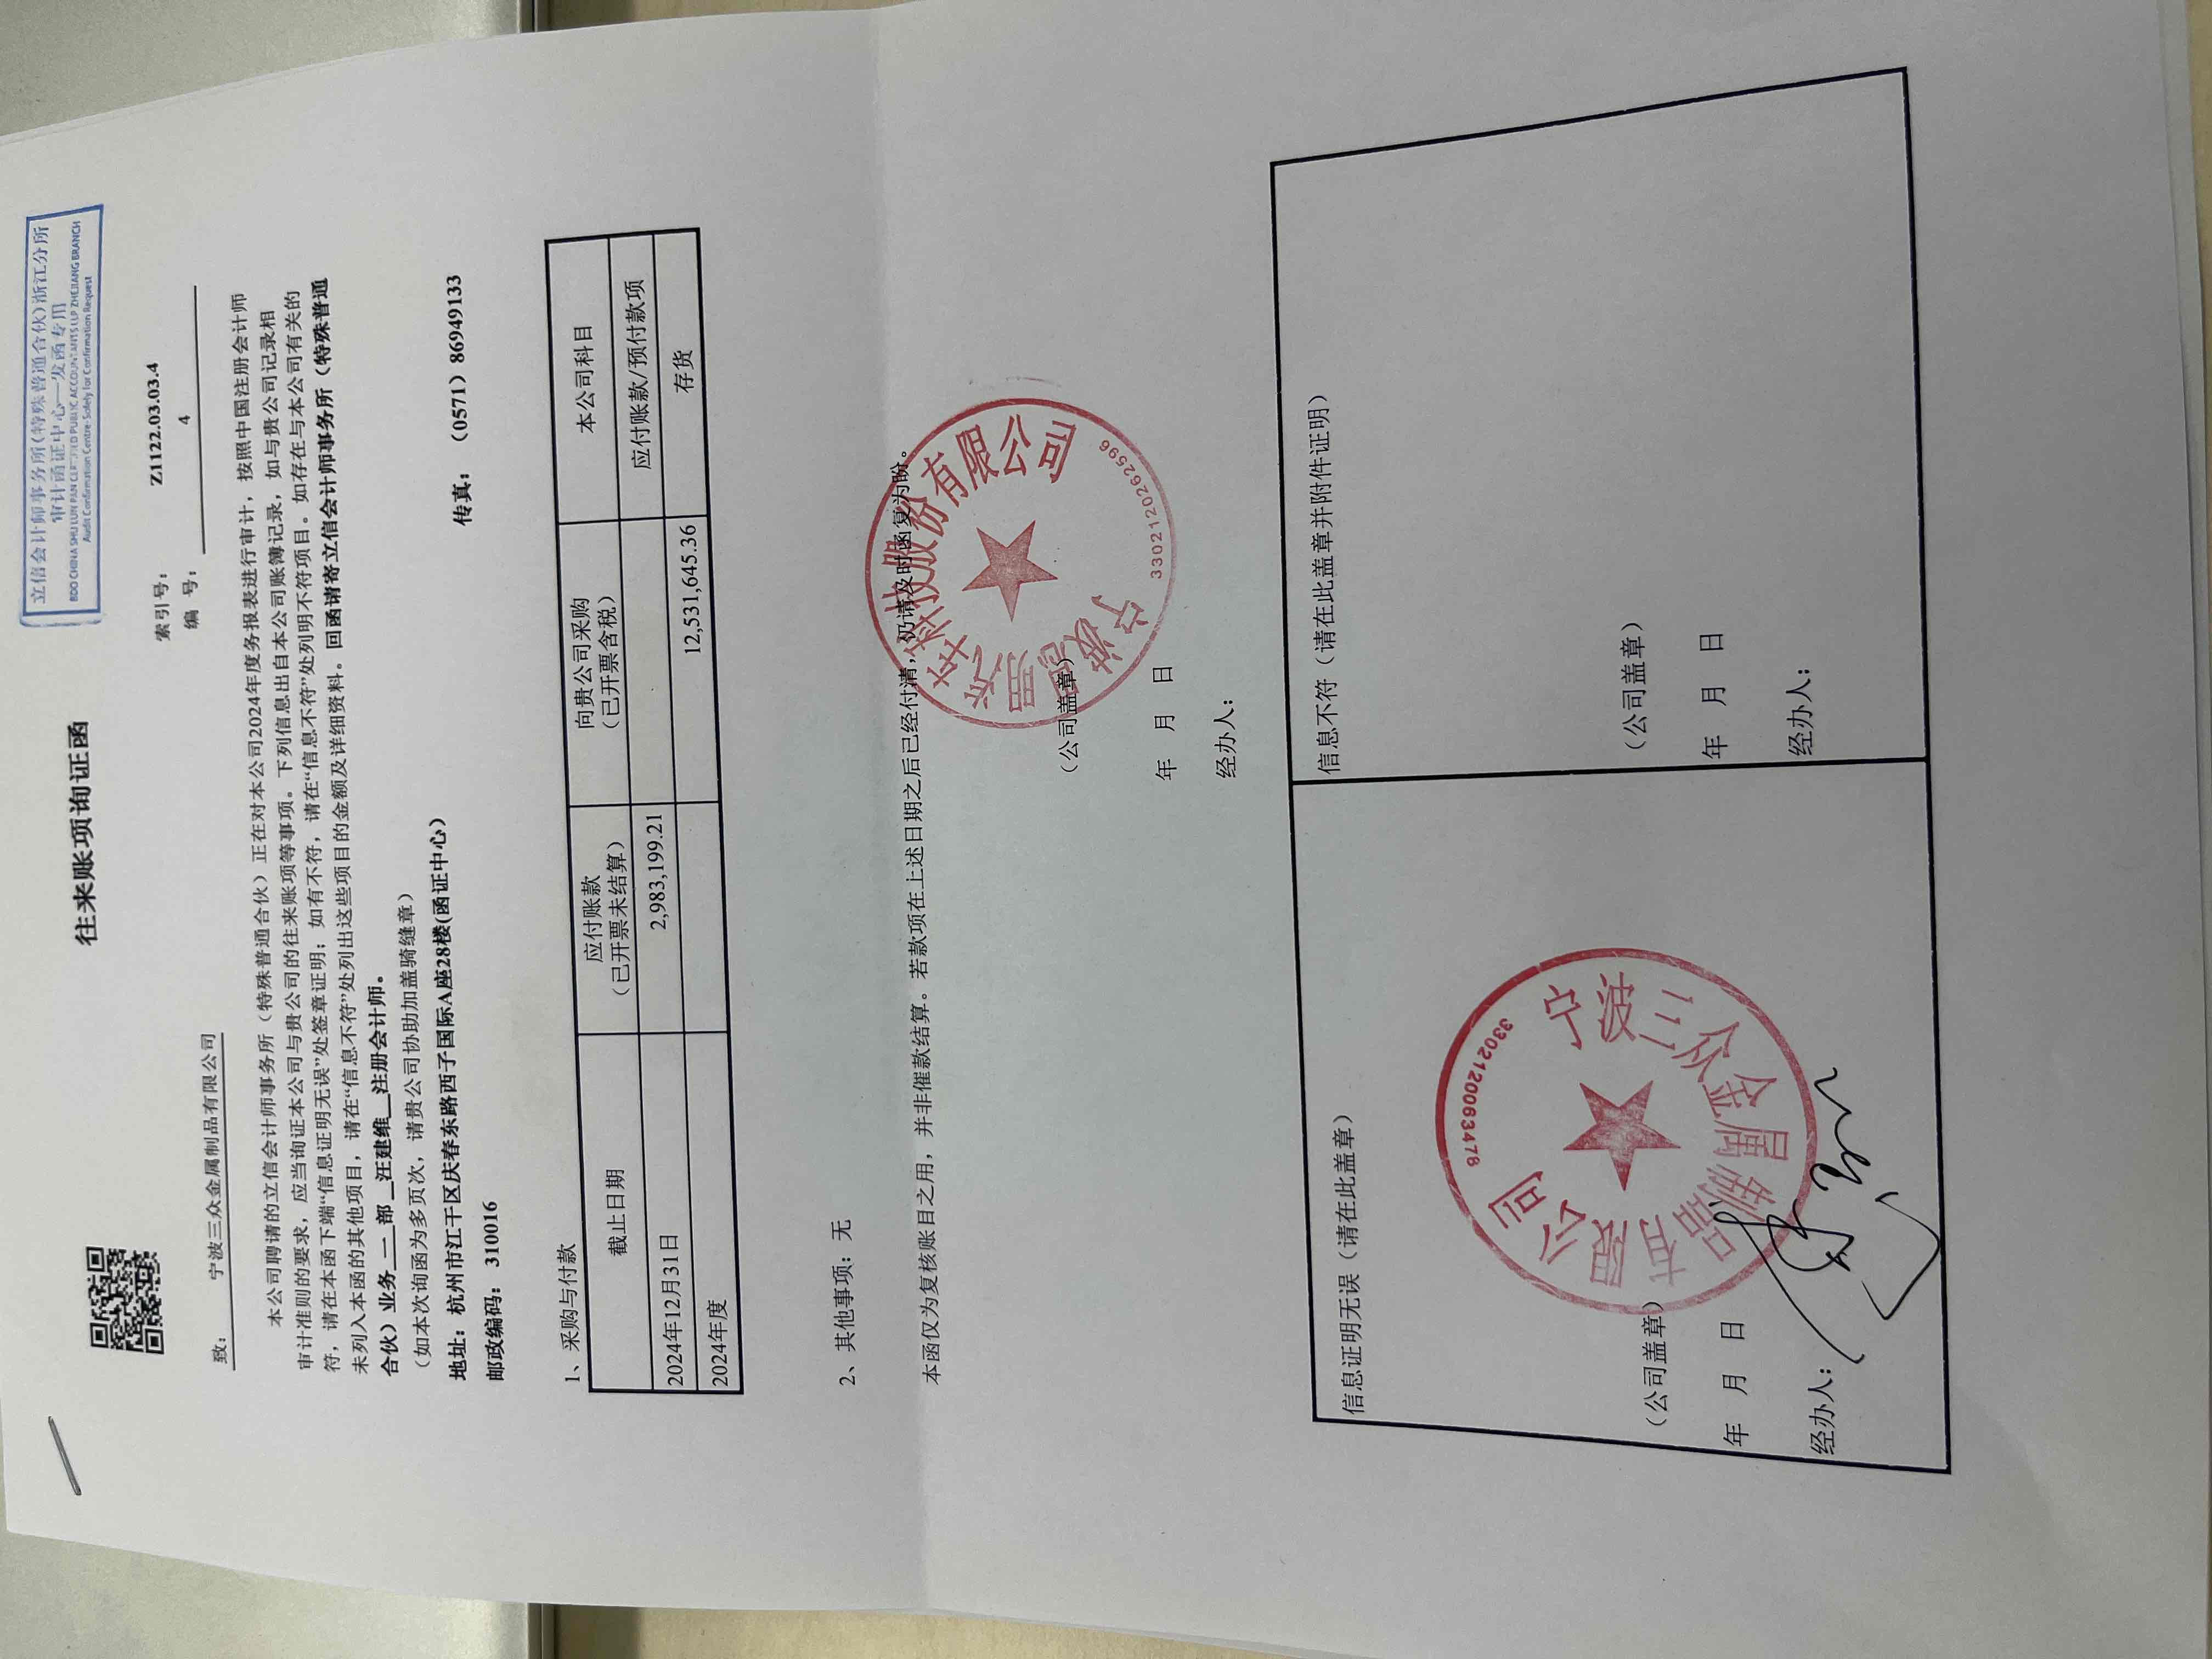 立信会计师事务所(特殊普通合伙)浙江分所
审计函证中心—发函专用
BDO CHINA SHU LUN PAN CERTIFIED PUBLIC ACCOUNTANTS LLP ZHEJIANG BRANCH
Audit Confirmation Centre-Solely for Confirmation Request
往来账项询证函
索引号： Z1122.03.03.4
编 号： 4
致： 宁波三众金属制品有限公司
本公司聘请的立信会计师事务所（特殊普通合伙）正在对本公司2024年度务报表进行审计，按照中国注册会计师
审计准则的要求，应当询证本公司与贵公司的往来账项等事项。下列信息出自本公司账簿记录，如与贵公司记录相
符，请在本函下端“信息证明无误”处签章证明；如有不符，请在“信息不符”处列明不符项目。如存在与本公司有关的
未列入本函的其他项目，请在“信息不符”处列出这些项目的金额及详细资料。回函请寄立信会计师事务所（特殊普通
合伙）业务__一_部 __汪建维__注册会计师。
（如本次询函为多页次，请贵公司协助加盖骑缝章）
地址：杭州市江干区庆春东路西子国际A座28楼(函证中心）
传真：（0571）86949133
邮政编码： 310016
1、采购与付款
截止日期 应付账款（已开票未结算） 向贵公司采购（已开票含税） 本公司科目
2024年12月31日 2,983,199.21 应付账款/预付款项
2024年度 12,531,645.36 存货
2、其他事项：无
本函仅为复核账目之用，并非催款结算。若款项在上述日期之后已经付清，仍请及时函复为盼。
宁波思明汽车科技股份有限公司
3302120262596
（公司盖章）
年 月 日
经办人：
信息证明无误（请在此盖章）
宁波三众金属制品有限公司
3302120063478
（公司盖章）
年 月 日
经办人：
信息不符（请在此盖章并附件证明）
（公司盖章）
年 月 日
经办人：